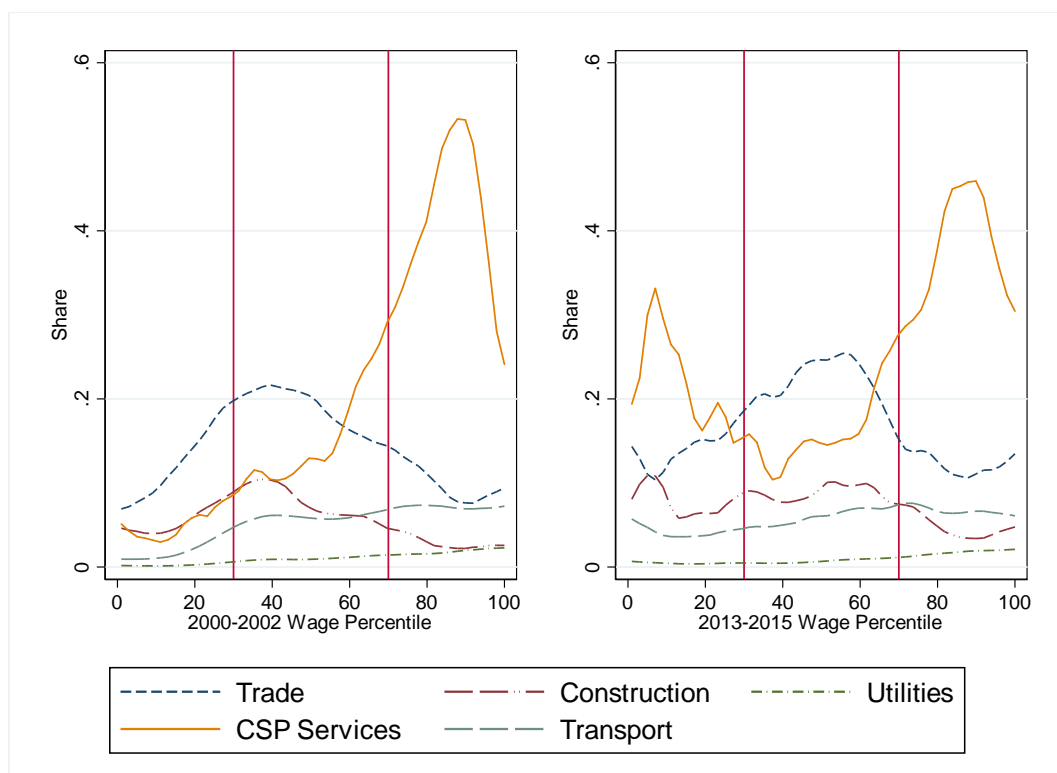 .6
.4
.2
0
Share
0 20 40 60 80 100
2000-2002 Wage Percentile
.6
.4
.2
0
Share
0 20 40 60 80 100
2013-2015 Wage Percentile
Trade Construction Utilities
CSP Services Transport